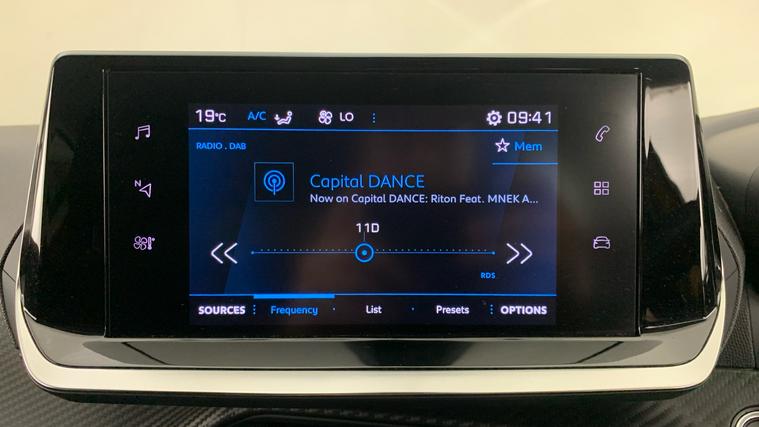 19°C A/C LO 09:41
RADIO . DAB
Mem
Capital DANCE
Now on Capital DANCE: Riton Feat. MNEK A...
11D
RDS
SOURCES Frequency List Presets OPTIONS
N